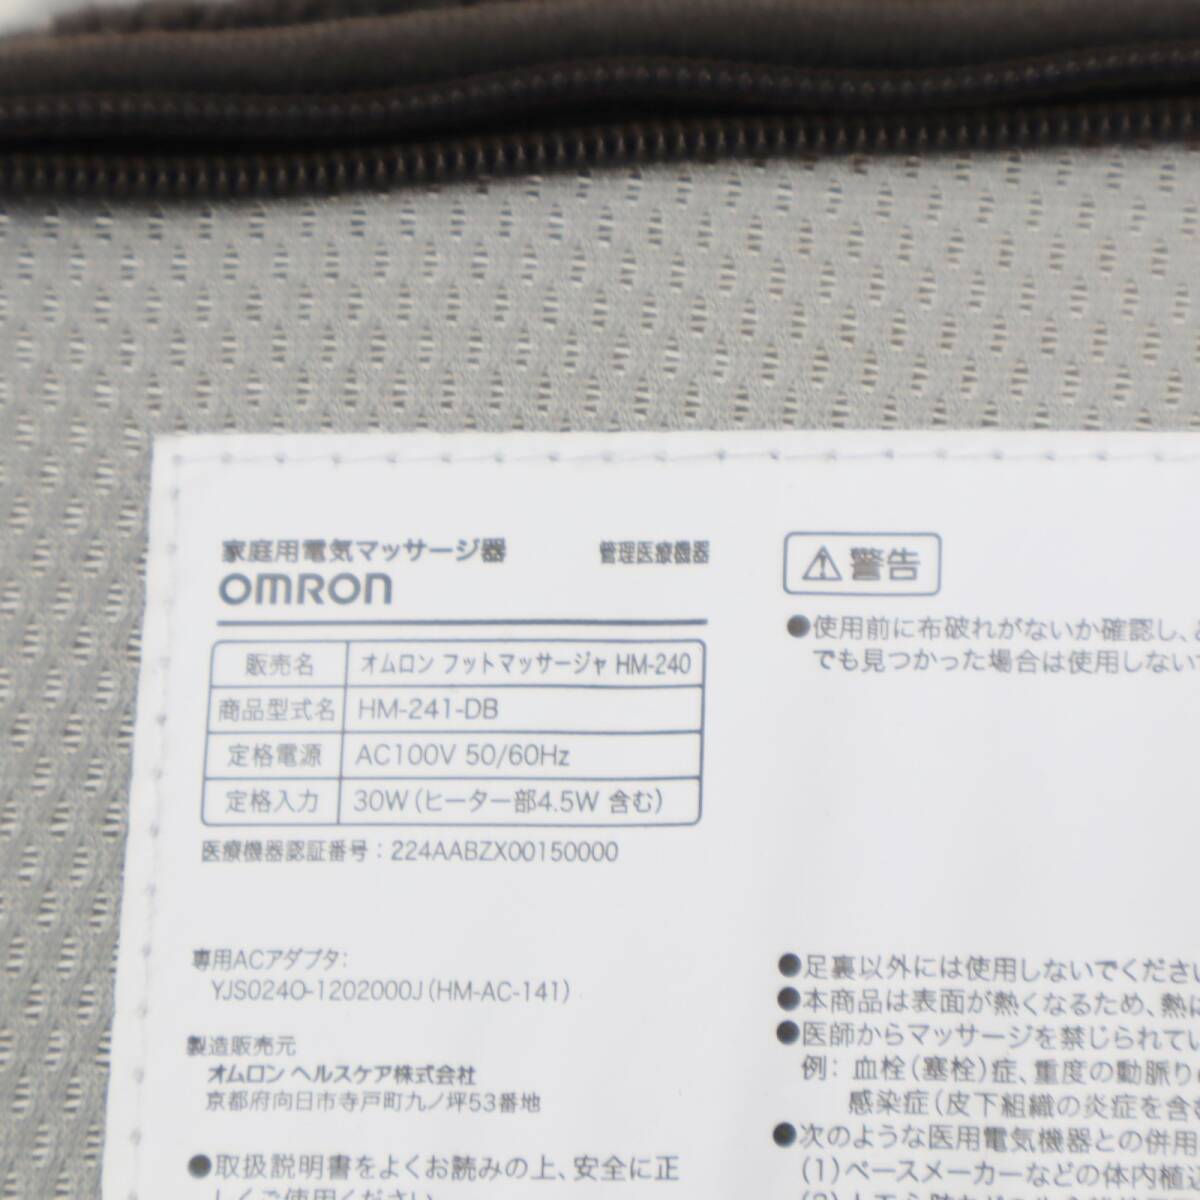 家庭用電気マッサージ器 管理医療機器
OMRON
販売名 オムロン フットマッサージャ HM-240
商品型式名 HM-241-DB
定格電源 AC100V 50/60Hz
定格入力 30W(ヒーター部4.5W 含む)
医療機器認証番号：224AABZX00150000
専用ACアダプタ:
YJS024O-1202000J(HM-AC-141)
製造販売元
オムロン ヘルスケア株式会社
京都府向日市寺戸町九ノ坪53番地
●取扱説明書をよくお読みの上、安全に正
しくご使用ください
⚠警告
●使用前に布破れがないか確認し、
でも見つかった場合は使用しない
●足裏以外には使用しないでくださ
●本商品は表面が熱くなるため、熱
●医師からマッサージを禁じられて
例: 血栓(塞栓)症、重度の動脈り
感染症(皮下組織の炎症を含
●次のような医用電気機器との併用
(1)ペースメーカーなどの体内植